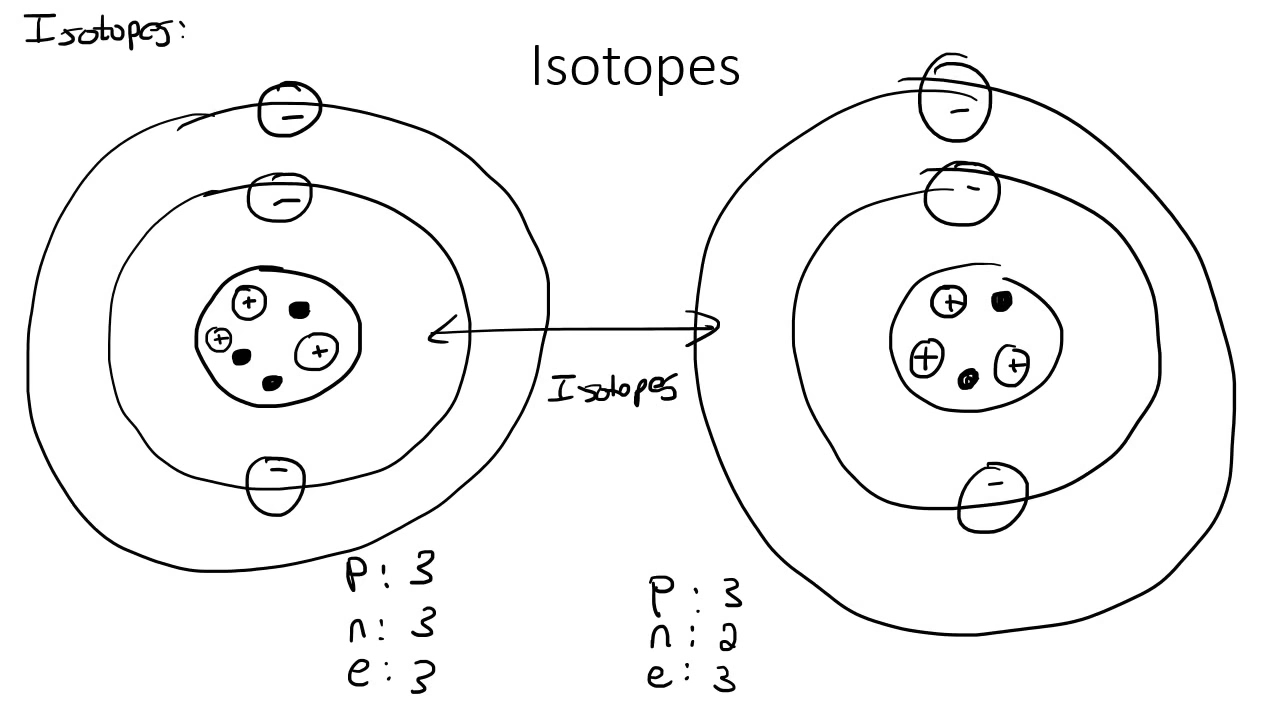 Isotopes:
Isotopes
-
-
-
-
+
+
+
+
+
+
Isotopes
-
-
p: 3
n: 3
e: 3
p: 3
n: 2
e: 3